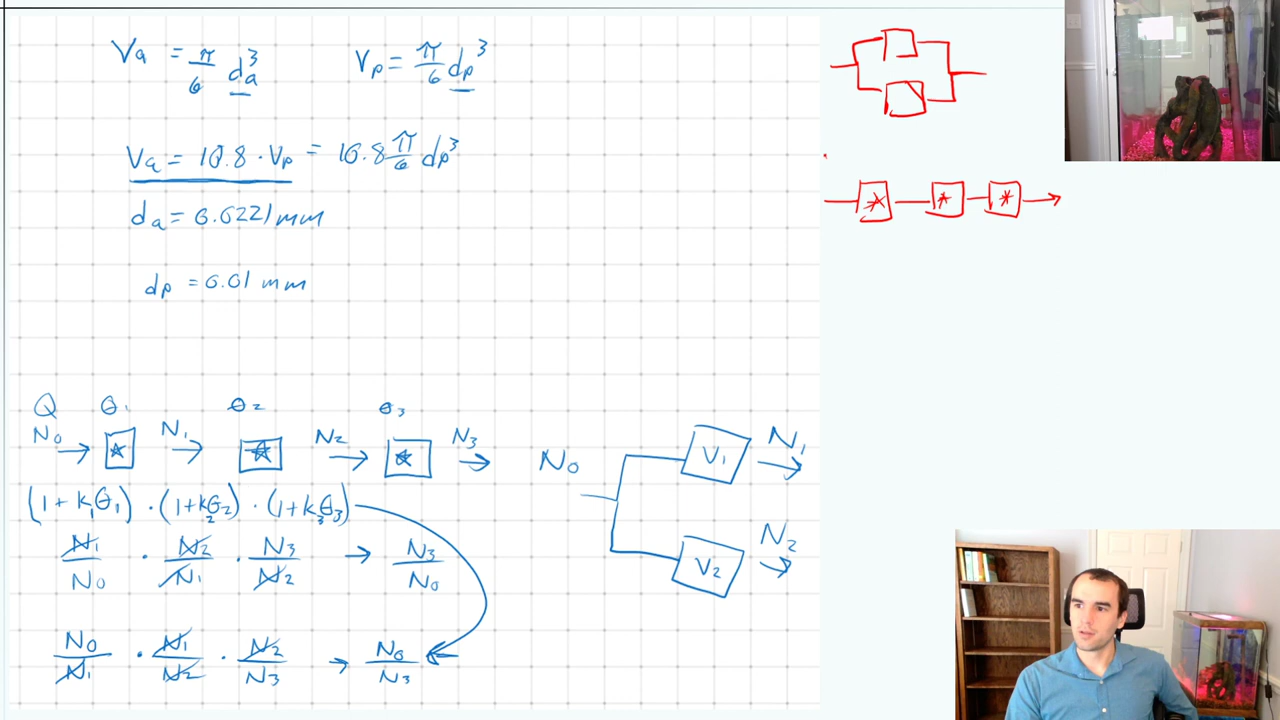 Va = π/6 da³
Vp = π/6 dp³
Va = 10.8 · Vp = 10.8 π/6 dp³
da = 0.0221 mm
dp = 0.01 mm
Q θ1 θ2 θ3
N0 → ☆ N1 → ☆ N2 → ☆ N3 →
(1 + k1θ1) · (1 + k2θ2) · (1 + k3θ3)
N1/N0 · N2/N1 · N3/N2 → N3/N0
N0/N1 · N1/N2 · N2/N3 → N0/N3
N0
V1 N1
V2 N2